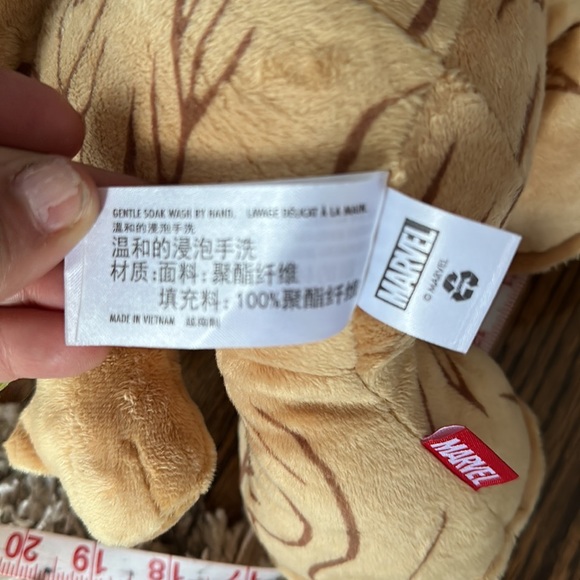 GENTLE SOAK WASH BY HAND. LAVAGE DÉLICAT À LA MAIN.
温和的浸泡手洗
温和的浸泡手洗
材质:面料: 聚酯纤维
填充料: 100%聚酯纤维
MADE IN VIETNAM
MARVEL
© MARVEL
MARVEL
20
19
18
17